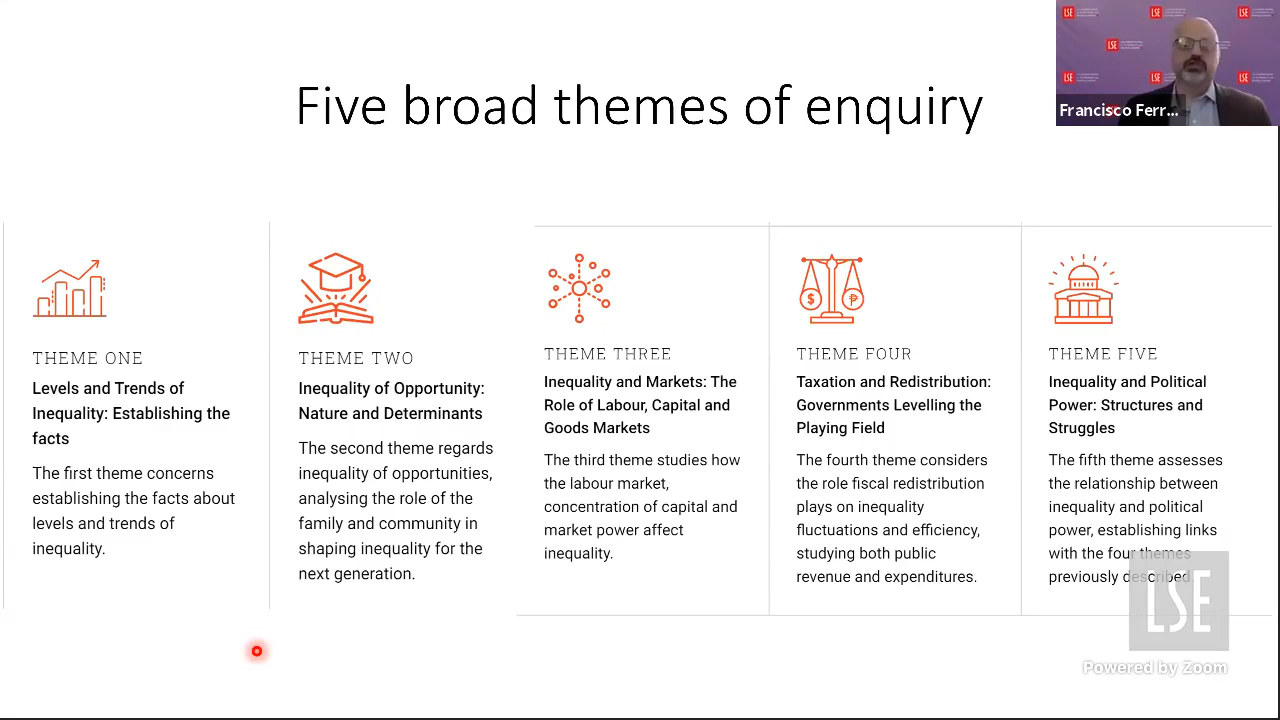 Five broad themes of enquiry
LSE
LSE
LSE
LSE
LSE
LSE
LSE
Francisco Ferr...
THEME ONE
Levels and Trends of
Inequality: Establishing the
facts
The first theme concerns
establishing the facts about
levels and trends of
inequality.
THEME TWO
Inequality of Opportunity:
Nature and Determinants
The second theme regards
inequality of opportunities,
analysing the role of the
family and community in
shaping inequality for the
next generation.
THEME THREE
Inequality and Markets: The
Role of Labour, Capital and
Goods Markets
The third theme studies how
the labour market,
concentration of capital and
market power affect
inequality.
$
₱
THEME FOUR
Taxation and Redistribution:
Governments Levelling the
Playing Field
The fourth theme considers
the role fiscal redistribution
plays on inequality
fluctuations and efficiency,
studying both public
revenue and expenditures.
THEME FIVE
Inequality and Political
Power: Structures and
Struggles
The fifth theme assesses
the relationship between
inequality and political
power, establishing links
with the four themes
previously described.
LSE
Powered by Zoom